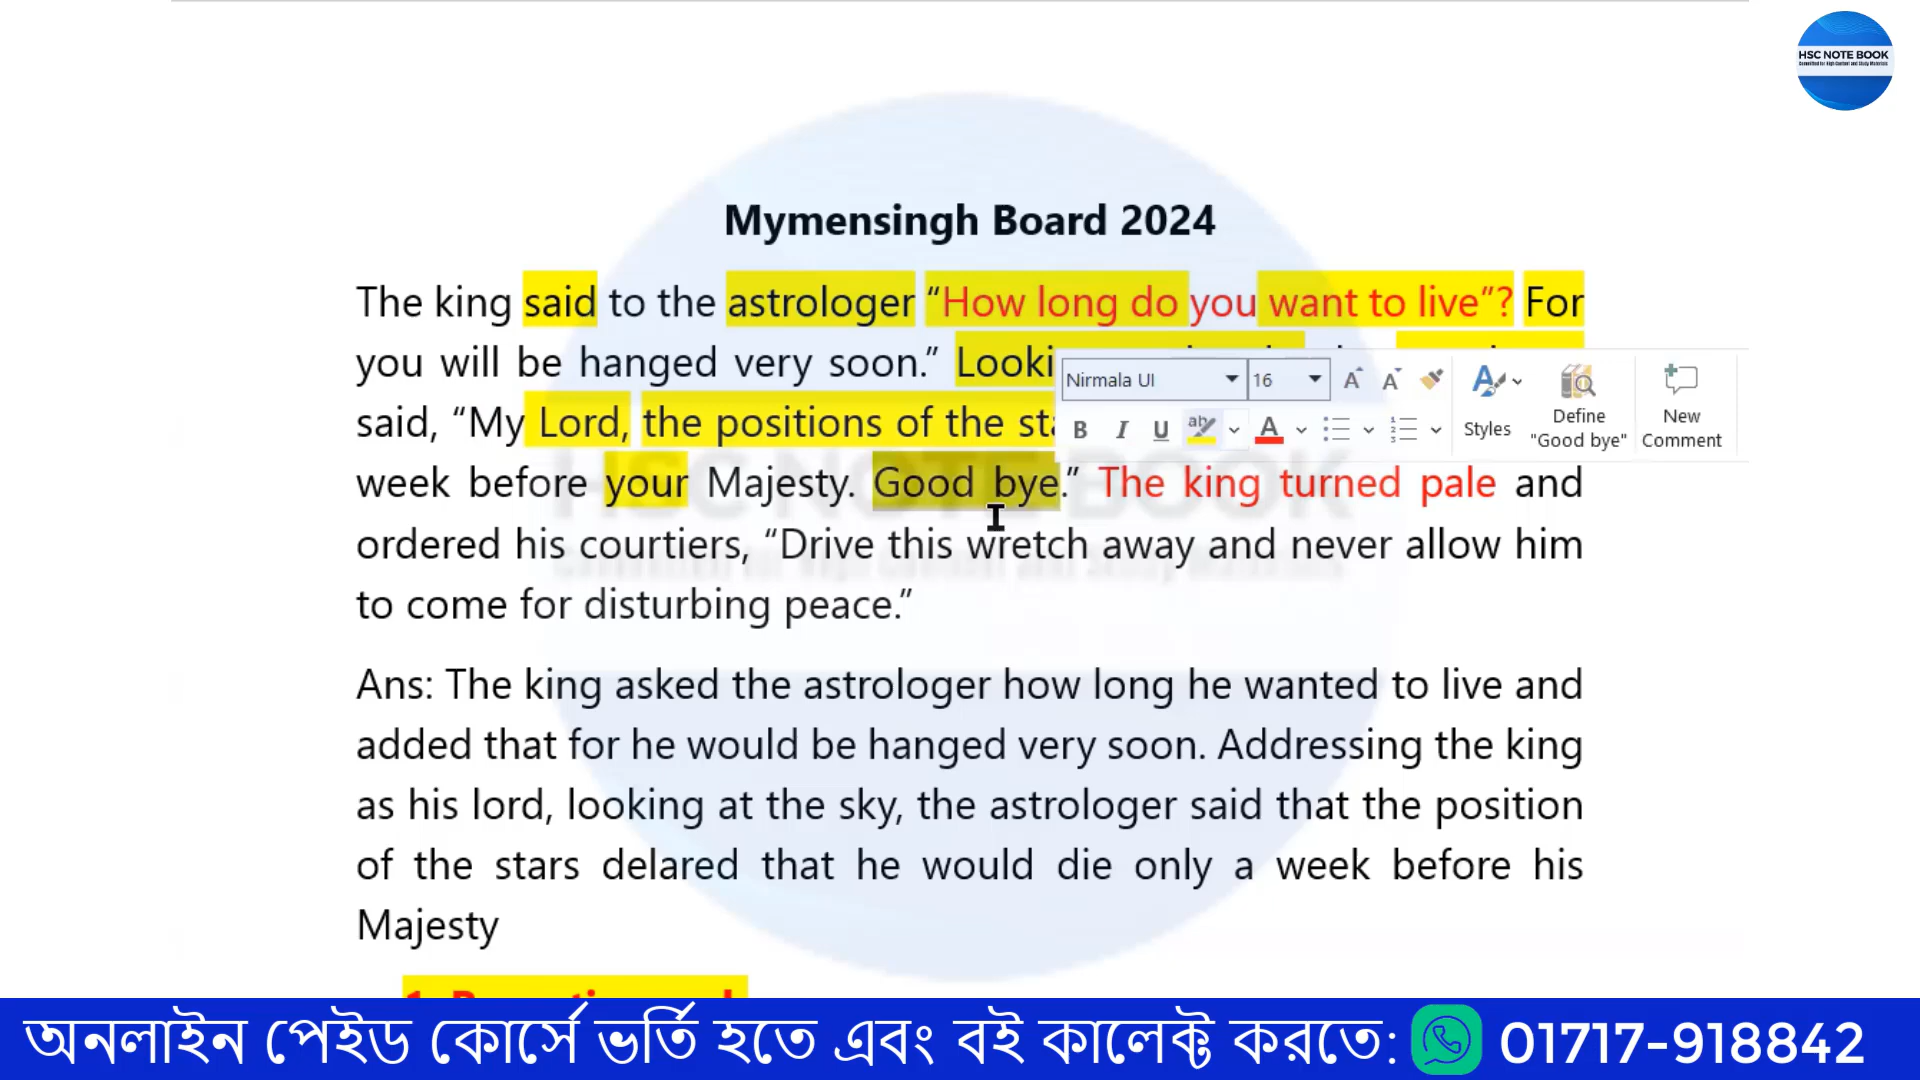 HSC NOTE BOOK
Mymensingh Board 2024
The king said to the astrologer “How long do you want to live”? For
you will be hanged very soon.” Looki
Nirmala UI 16
Styles
Define "Good bye"
New Comment
said, “My Lord, the positions of the sta
week before your Majesty. Good bye.” The king turned pale and
ordered his courtiers, “Drive this wretch away and never allow him
to come for disturbing peace.”
Ans: The king asked the astrologer how long he wanted to live and
added that for he would be hanged very soon. Addressing the king
as his lord, looking at the sky, the astrologer said that the position
of the stars delared that he would die only a week before his
Majesty
অনলাইন পেইড কোর্সে ভর্তি হতে এবং বই কালেক্ট করতে: 01717-918842